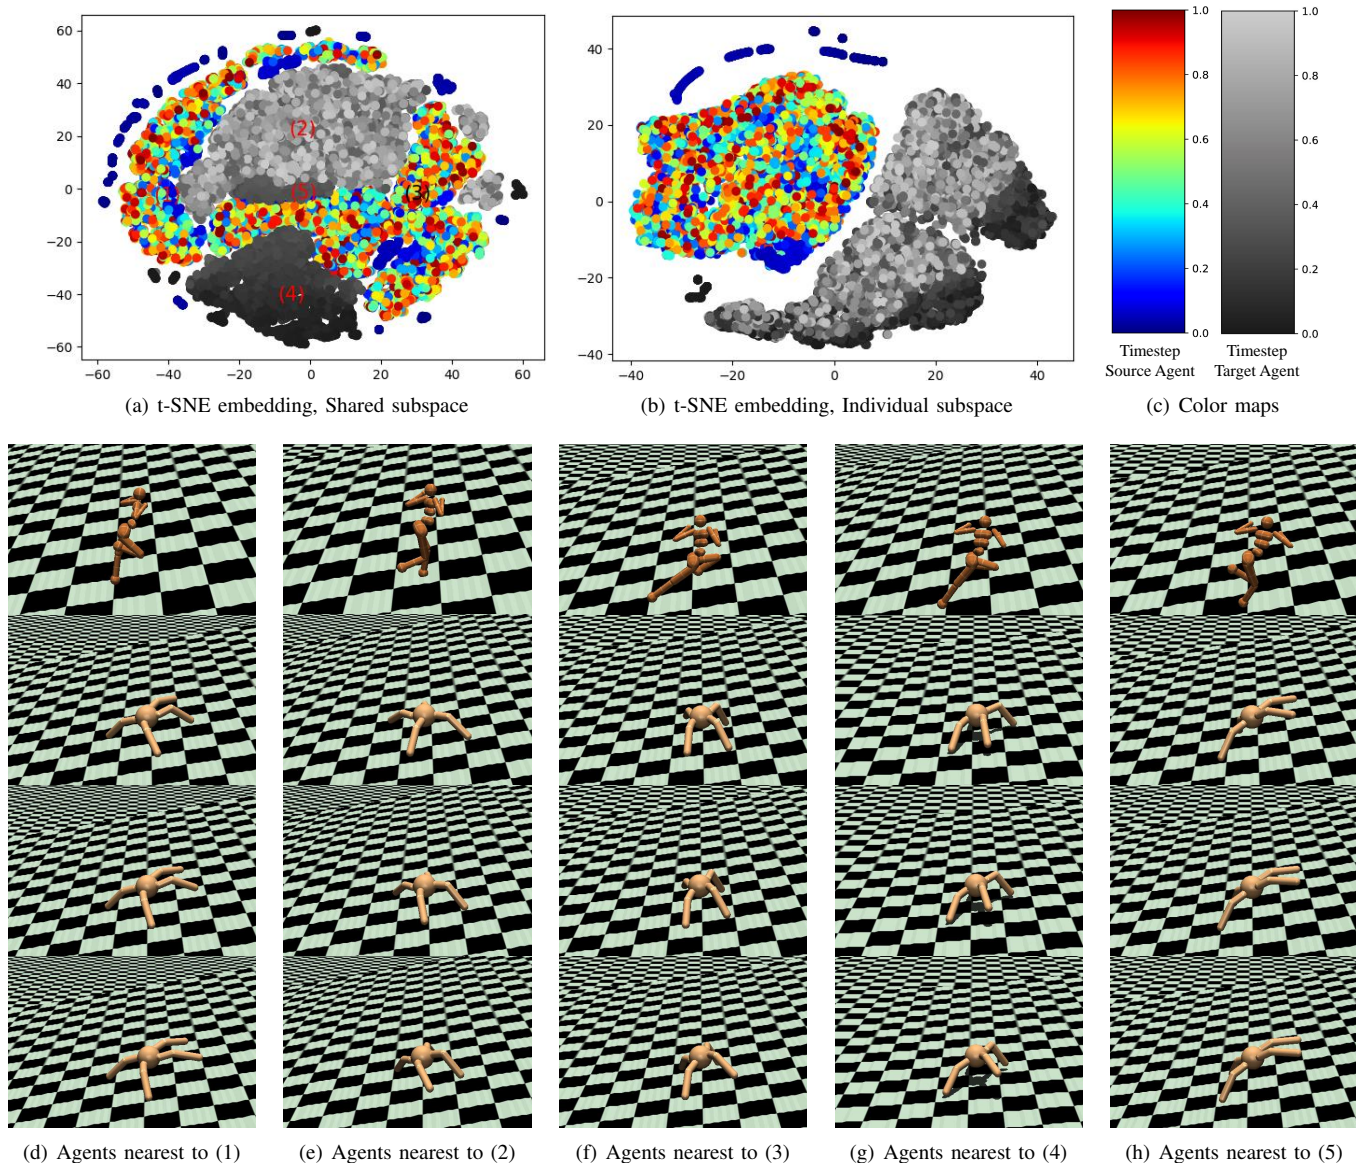 60
40
20
0
−20
−40
−60
−60 −40 −20 0 20 40 60
(2)
(5)
(3)
(4)
(a) t-SNE embedding, Shared subspace
40
20
0
−20
−40
−40 −20 0 20 40
(b) t-SNE embedding, Individual subspace
1.0
0.8
0.6
0.4
0.2
0.0
Timestep
Source Agent
1.0
0.8
0.6
0.4
0.2
0.0
Timestep
Target Agent
(c) Color maps
(d) Agents nearest to (1)
(e) Agents nearest to (2)
(f) Agents nearest to (3)
(g) Agents nearest to (4)
(h) Agents nearest to (5)